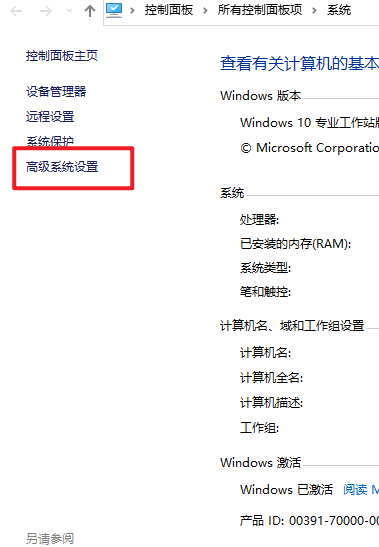 控制面板 › 所有控制面板项 › 系统
控制面板主页
设备管理器
远程设置
系统保护
高级系统设置
查看有关计算机的基本
Windows 版本
Windows 10 专业工作站版
© Microsoft Corporatio
系统
处理器:
已安装的内存(RAM):
系统类型:
笔和触控:
计算机名、域和工作组设置
计算机名:
计算机全名:
计算机描述:
工作组:
Windows 激活
Windows 已激活 阅读 M
产品 ID: 00391-70000-00
另请参阅